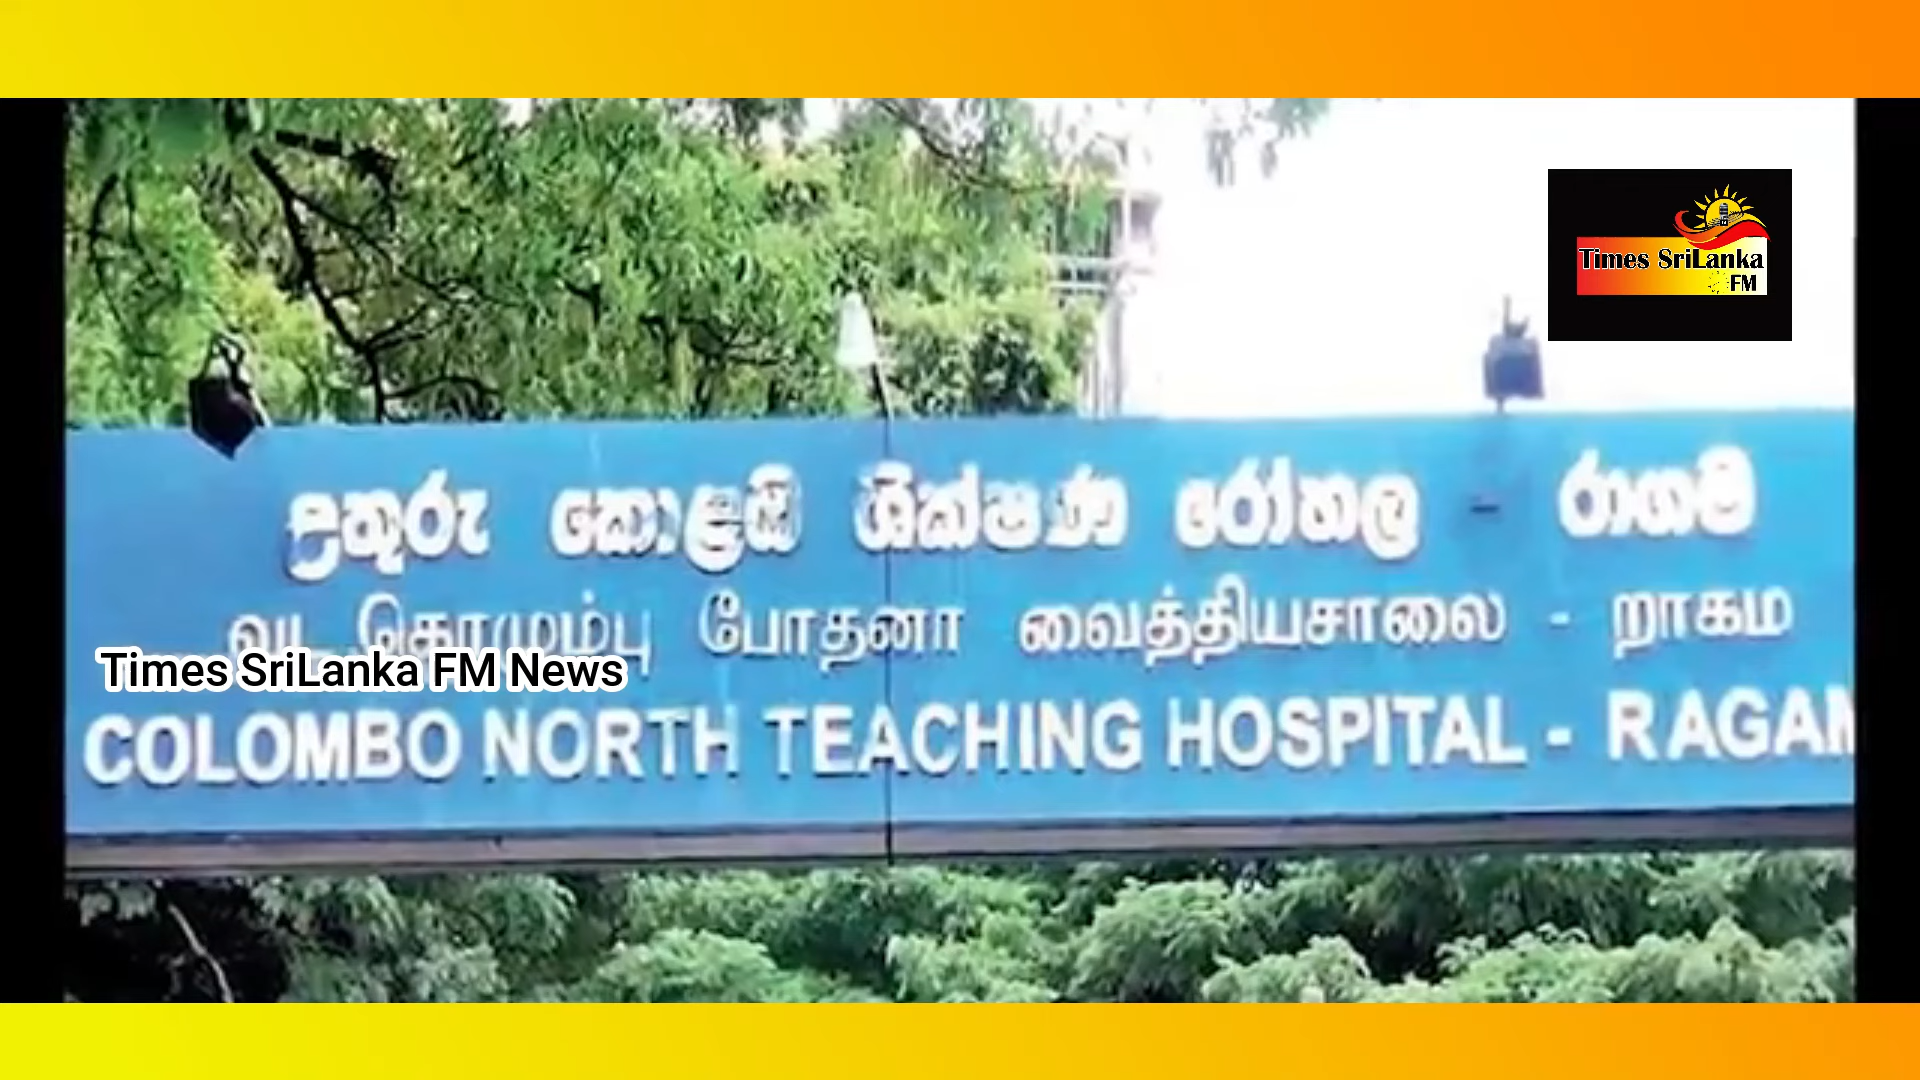 Times SriLanka
FM
උතුරු කොළඹ ශික්ෂණ රෝහල - රාගම
வட கொழும்பு போதனா வைத்தியசாலை - றாகம
Times SriLanka FM News
COLOMBO NORTH TEACHING HOSPITAL - RAGAM